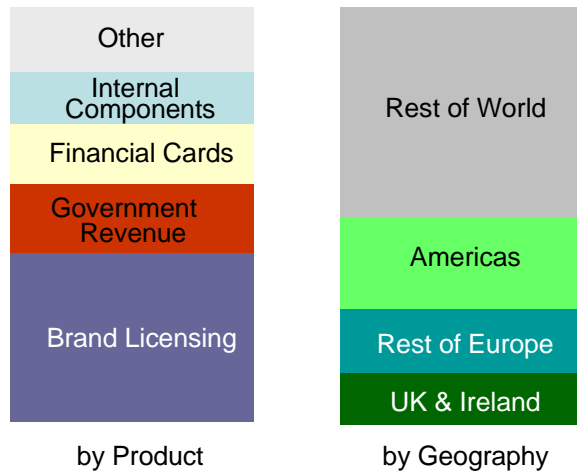 Other
Internal
Components
Financial Cards
Government
Revenue
Brand Licensing
by Product
Rest of World
Americas
Rest of Europe
UK & Ireland
by Geography